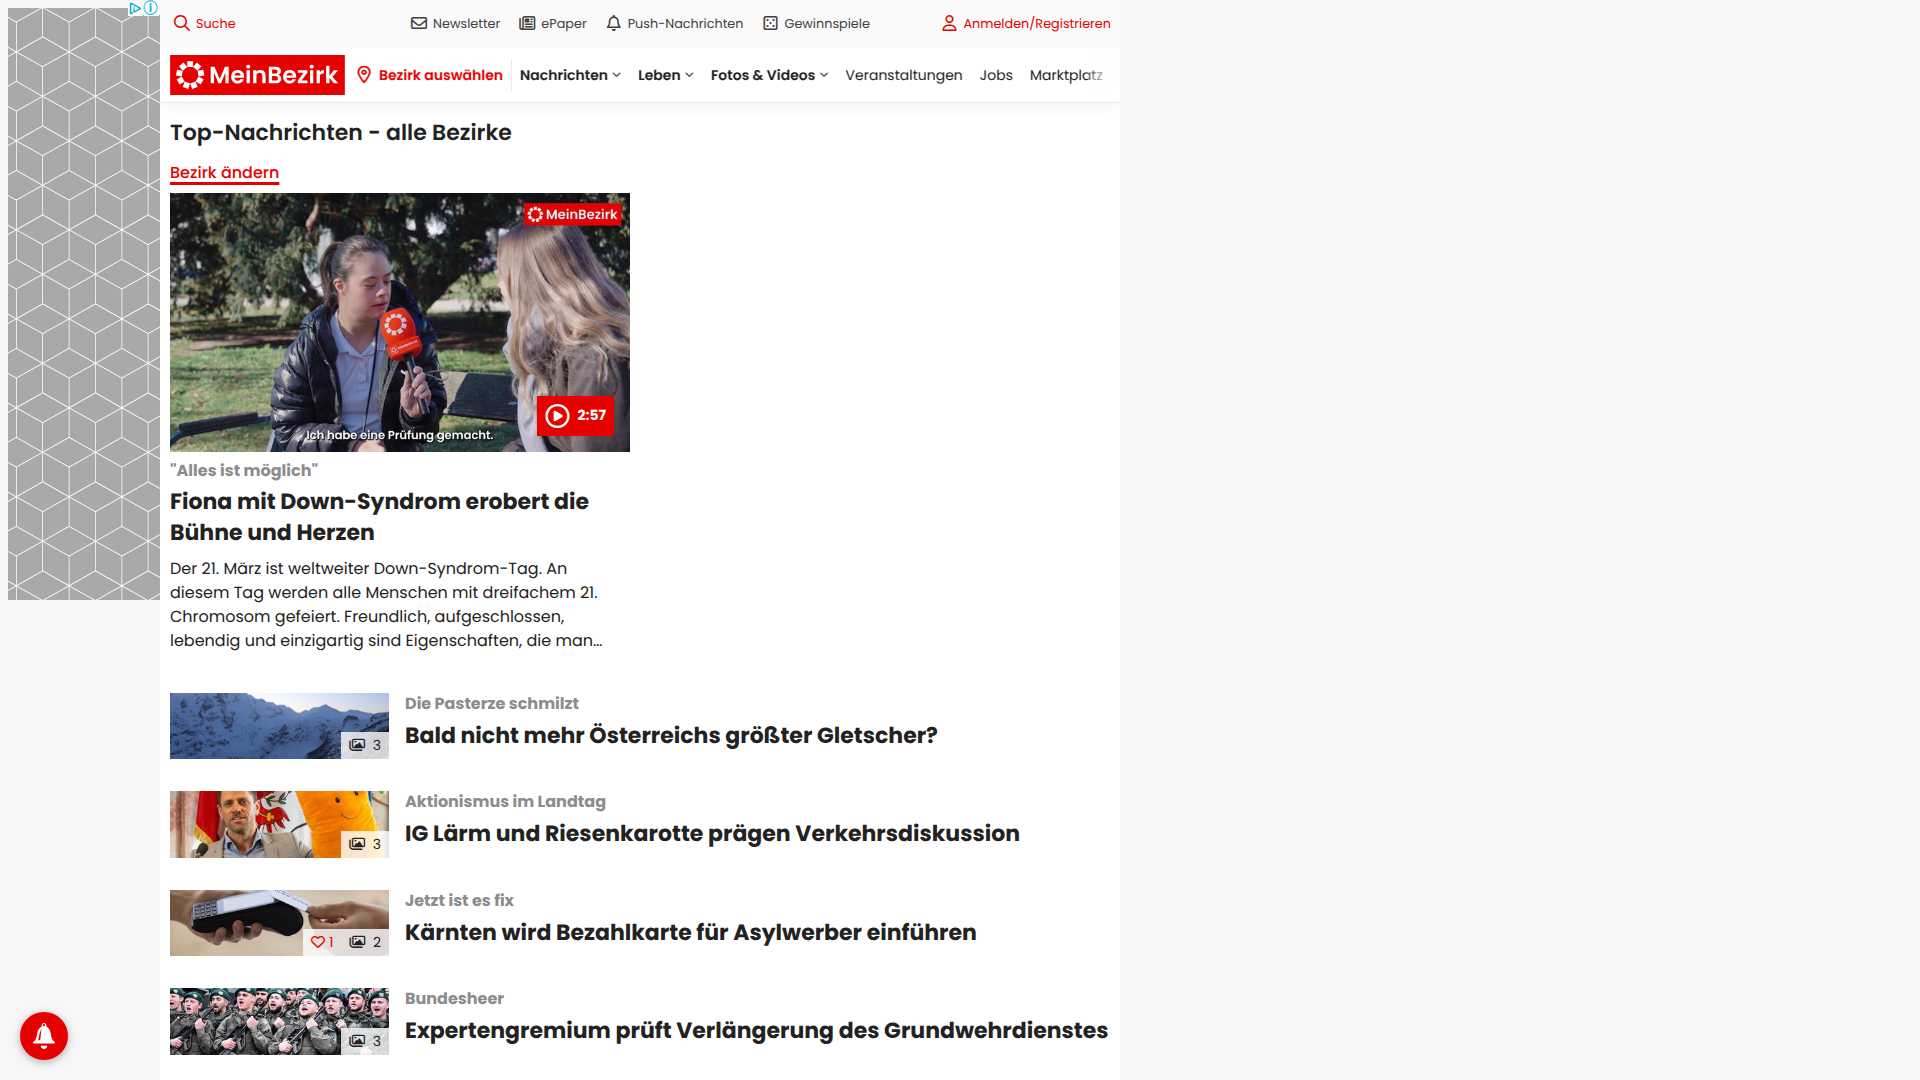 Suche
Newsletter
ePaper
Push-Nachrichten
Gewinnspiele
Anmelden/Registrieren
MeinBezirk
Bezirk auswählen
Nachrichten
Leben
Fotos & Videos
Veranstaltungen
Jobs
Marktplatz
Top-Nachrichten - alle Bezirke
Bezirk ändern
MeinBezirk
2:57
Ich habe eine Prüfung gemacht.
"Alles ist möglich"
Fiona mit Down-Syndrom erobert die
Bühne und Herzen
Der 21. März ist weltweiter Down-Syndrom-Tag. An
diesem Tag werden alle Menschen mit dreifachem 21.
Chromosom gefeiert. Freundlich, aufgeschlossen,
lebendig und einzigartig sind Eigenschaften, die man...
3
Die Pasterze schmilzt
Bald nicht mehr Österreichs größter Gletscher?
3
Aktionismus im Landtag
IG Lärm und Riesenkarotte prägen Verkehrsdiskussion
1
2
Jetzt ist es fix
Kärnten wird Bezahlkarte für Asylwerber einführen
3
Bundesheer
Expertengremium prüft Verlängerung des Grundwehrdienstes